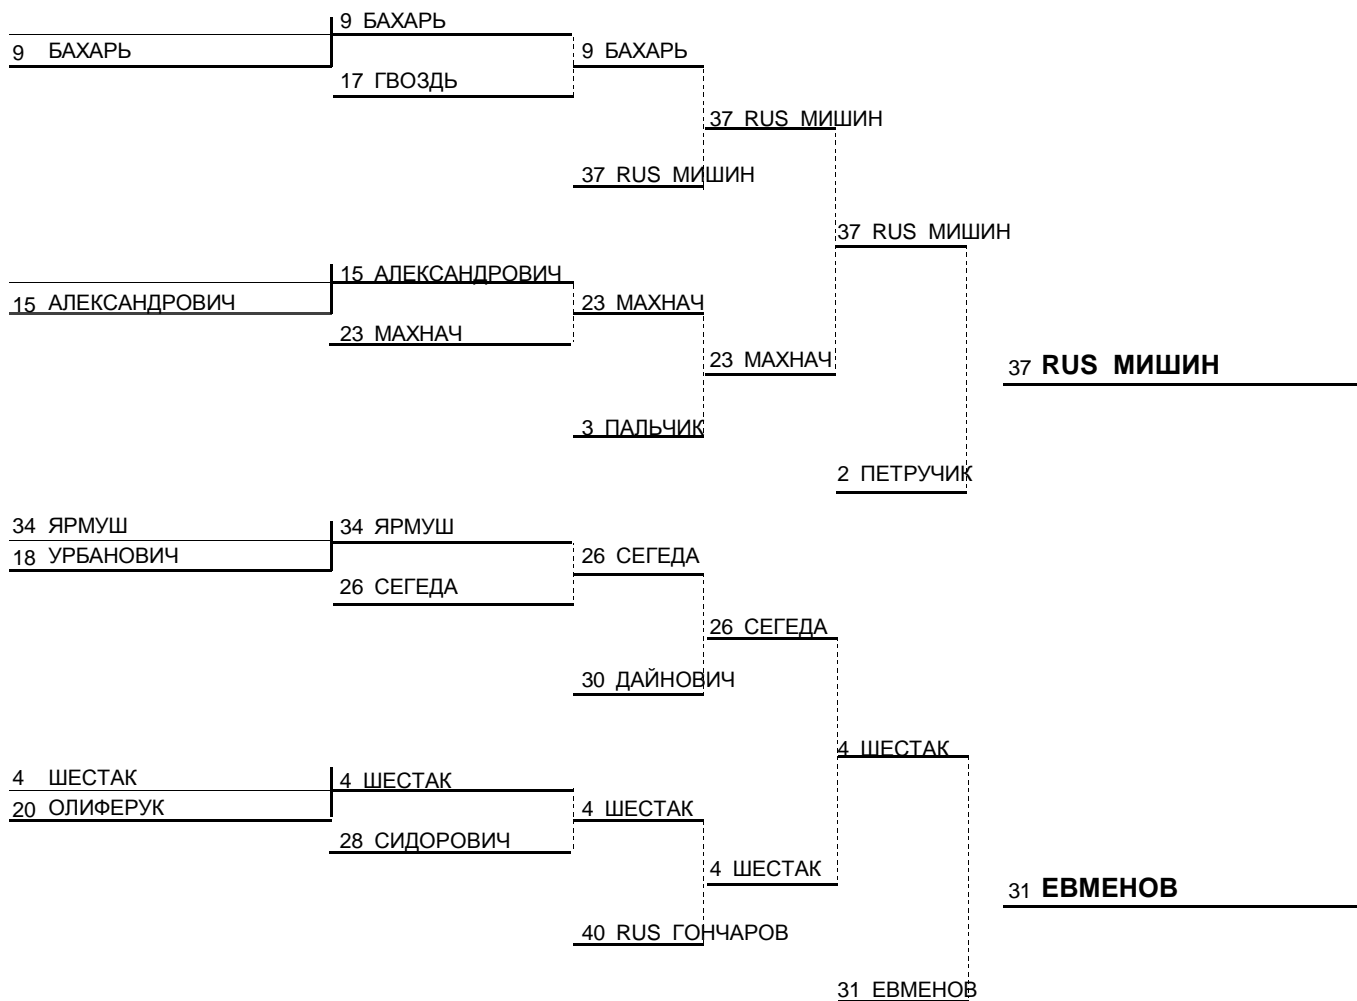 9 БАХАРЬ
9 БАХАРЬ
9 БАХАРЬ
17 ГВОЗДЬ
37 RUS МИШИН
37 RUS МИШИН
37 RUS МИШИН
15 АЛЕКСАНДРОВИЧ
15 АЛЕКСАНДРОВИЧ
23 МАХНАЧ
23 МАХНАЧ
23 МАХНАЧ
37 RUS МИШИН
3 ПАЛЬЧИК
2 ПЕТРУЧИК
34 ЯРМУШ
34 ЯРМУШ
18 УРБАНОВИЧ
26 СЕГЕДА
26 СЕГЕДА
26 СЕГЕДА
30 ДАЙНОВИЧ
4 ШЕСТАК
4 ШЕСТАК
4 ШЕСТАК
20 ОЛИФЕРУК
4 ШЕСТАК
28 СИДОРОВИЧ
4 ШЕСТАК
31 ЕВМЕНОВ
40 RUS ГОНЧАРОВ
31 ЕВМЕНОВ